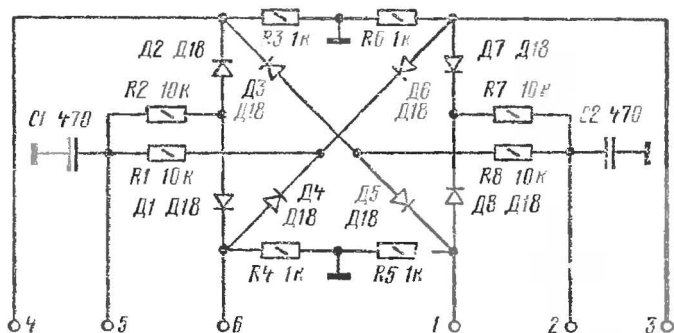 R3 1к R6 1к
Д2 Д18 Д7 Д18
R2 10к Д3 Д6 R7 10к
C1 470 Д18 Д18 C2 470
R1 10к R8 10к
Д1 Д18 Д4 Д5 Д8 Д18
Д18 Д18
R4 1к R5 1к
4 5 6 1 2 3